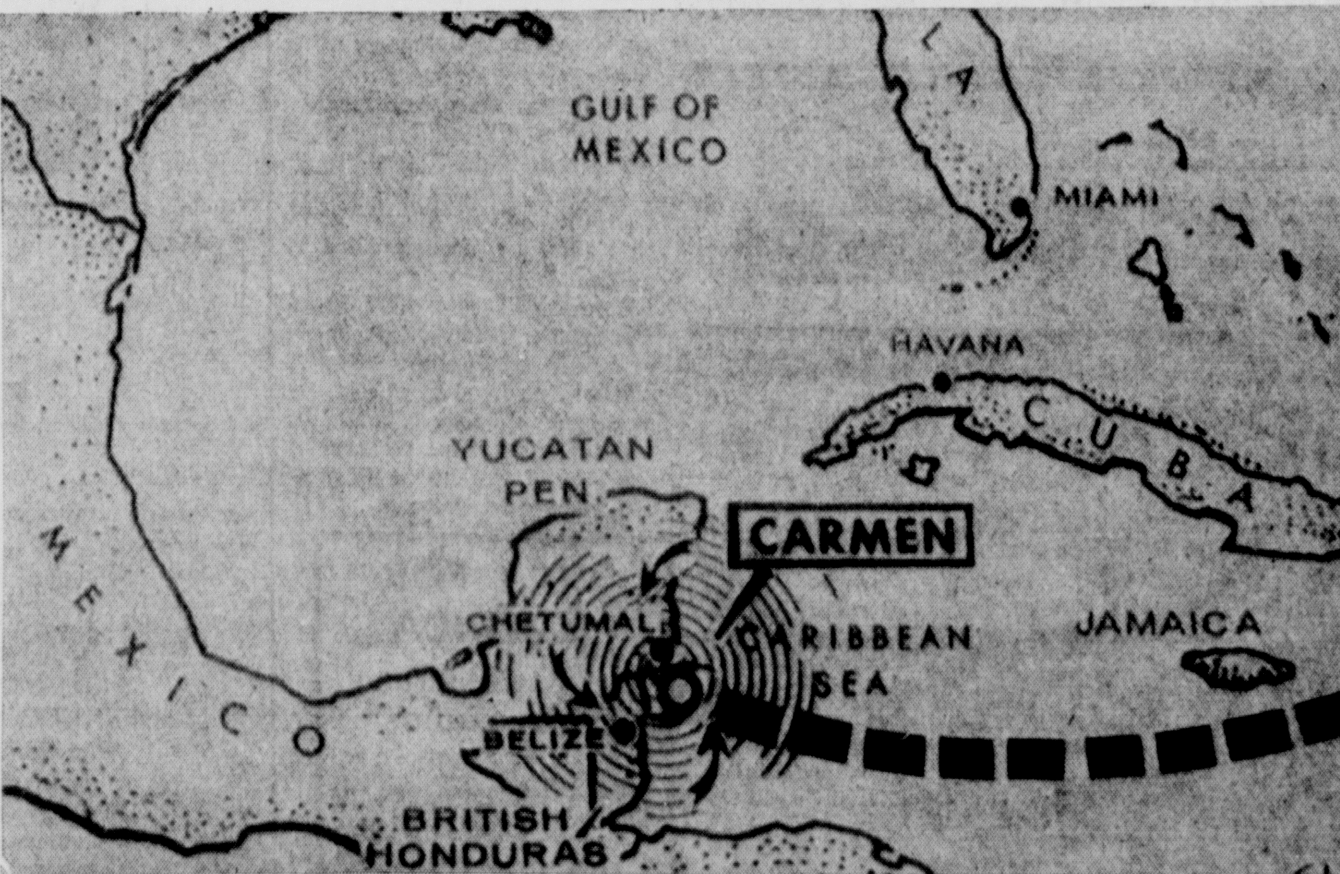 LA
GULF OF
MEXICO
MIAMI
HAVANA
CUBA
YUCATAN
PEN.
CARMEN
MEXICO
CHETUMAL
CARIBBEAN
SEA
JAMAICA
BELIZE
BRITISH
HONDURAS